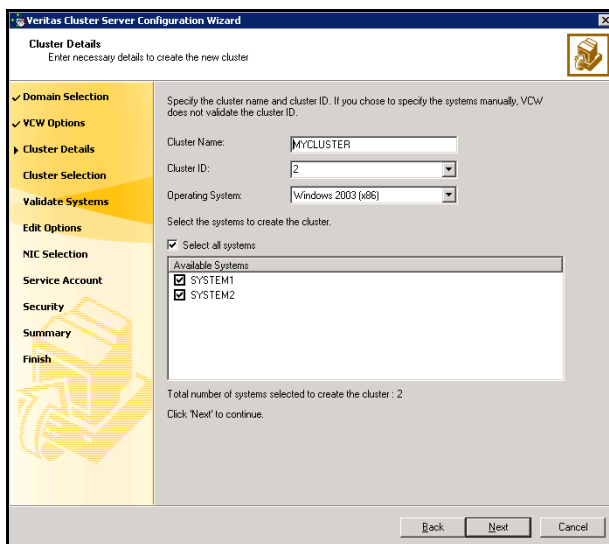 Veritas Cluster Server Configuration Wizard
Cluster Details
Enter necessary details to create the new cluster
Domain Selection
VCW Options
Cluster Details
Cluster Selection
Validate Systems
Edit Options
NIC Selection
Service Account
Security
Summary
Finish
Specify the cluster name and cluster ID. If you chose to specify the systems manually, VCW
does not validate the cluster ID.
Cluster Name:
MYCLUSTER
Cluster ID:
2
Operating System:
Windows 2003 (x86)
Select the systems to create the cluster.
Select all systems
Available Systems
SYSTEM1
SYSTEM2
Total number of systems selected to create the cluster : 2
Click 'Next' to continue.
Back
Next
Cancel